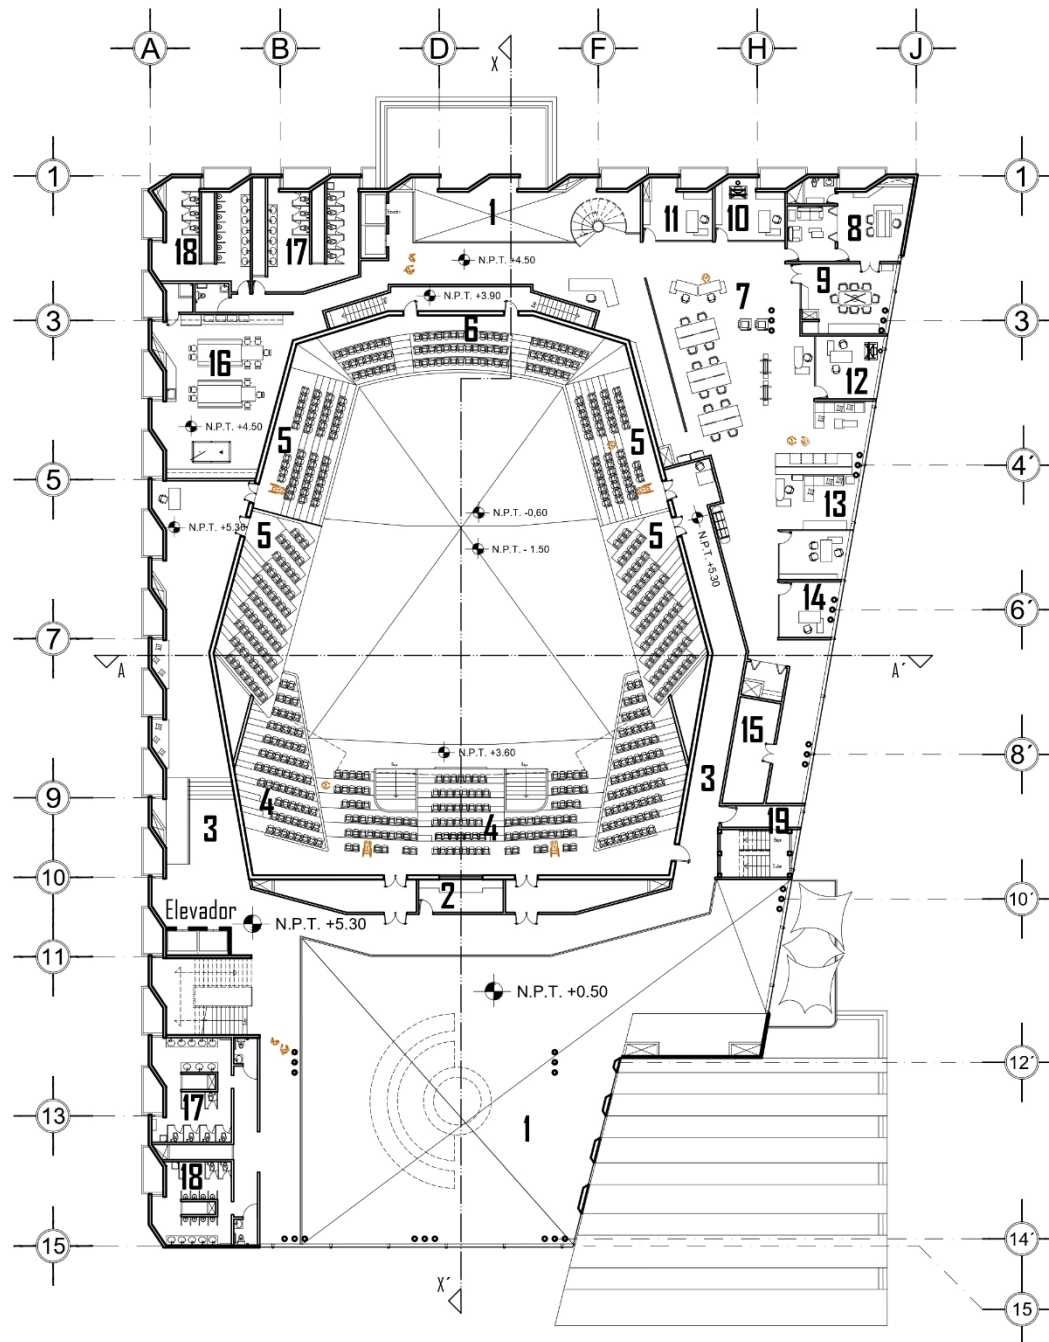 A B D F H J
X
1 1
18 17 1 11 10 8
N.P.T. +4.50
9
N.P.T. +3.90
7
3 6 3
16 12
N.P.T. +4.50
5 5
5 4´
13
N.P.T. -0,60
N.P.T. +5.30
5 5
N.P.T. - 1.50
N.P.T. +5.30
14 6´
7
A A´
15
N.P.T. +3.60
8´
3
9
4 4 19
3
10
2 10´
Elevador
N.P.T. +5.30
11
N.P.T. +0.50
12´
17
13
1
18
15 14´
X´
15